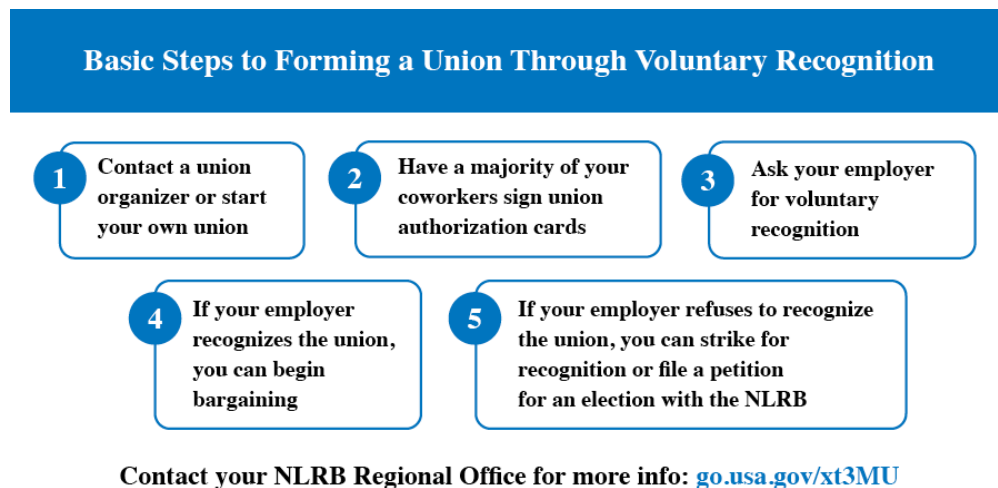 Basic Steps to Forming a Union Through Voluntary Recognition
1
Contact a union
organizer or start
your own union
2
Have a majority of your
coworkers sign union
authorization cards
3
Ask your employer
for voluntary
recognition
4
If your employer
recognizes the union,
you can begin
bargaining
5
If your employer refuses to recognize
the union, you can strike for
recognition or file a petition
for an election with the NLRB
Contact your NLRB Regional Office for more info: go.usa.gov/xt3MU